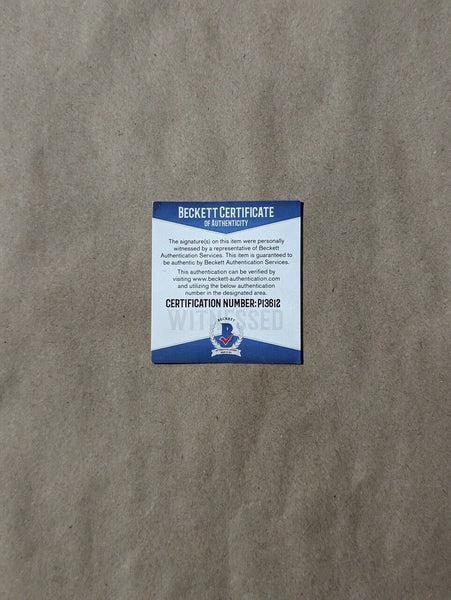 BECKETT CERTIFICATE
OF AUTHENTICITY
The signature(s) on this item were personally
witnessed by a representative of Beckett
Authentication Services. This item is guaranteed
to be authentic by Beckett Authentication Services.
This authentication can be verified by
visiting www.beckett-authentication.com
and utilizing the below authentication
number in the designated area.
CERTIFICATION NUMBER: P13612
WITNESSED
BECKETT
B